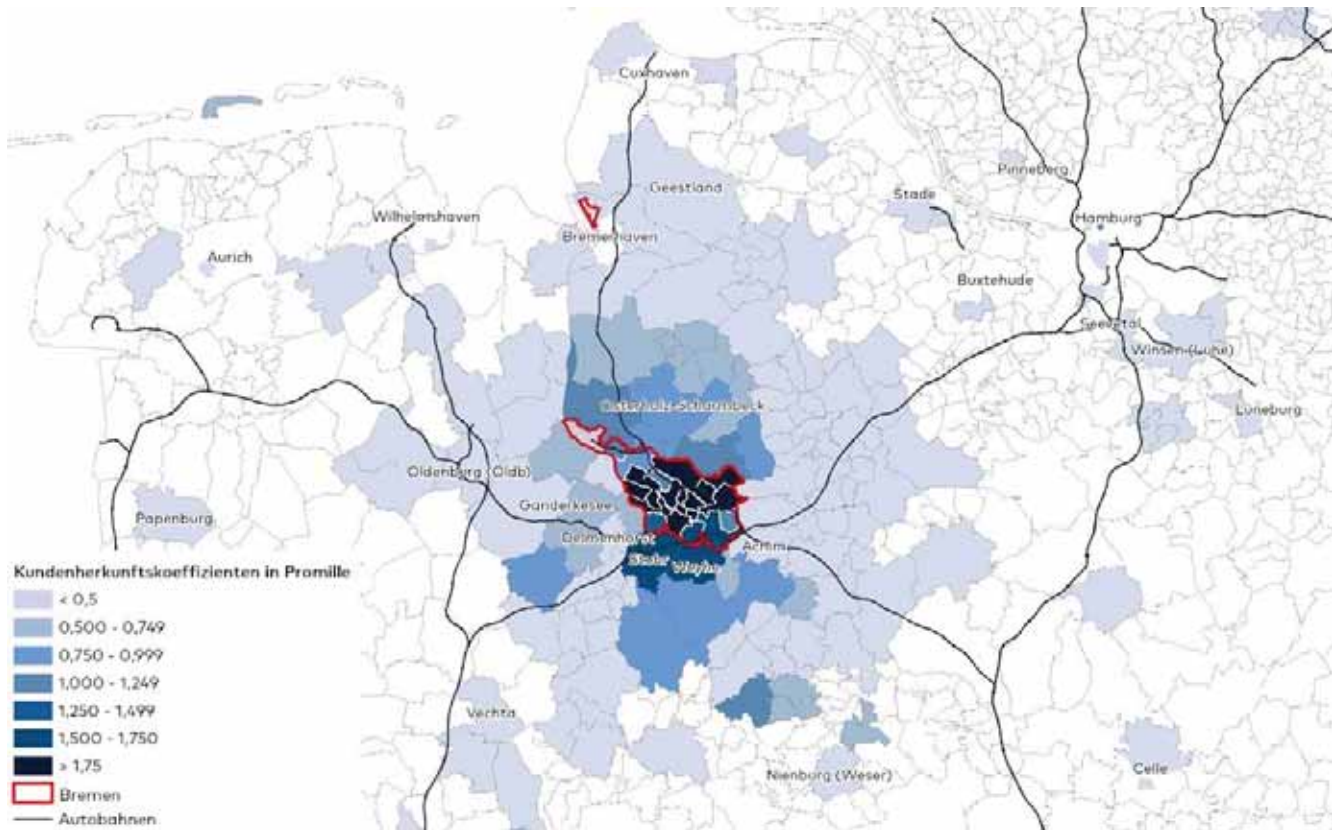 Cuxhaven
Geestland
Pinneberg
Stade
Wilhelmshaven
Hamburg
Bremerhaven
Aurich
Buxtehude
Seevetal
Winsen (Luhe)
Osterholz-Scharmbeck
Lüneburg
Oldenburg (Oldb)
Ganderkesee
Papenburg
Delmenhorst
Achim
Stuhr
Weyhe
Kundenherkunftskoeffizienten in Promille
< 0,5
0,500 - 0,749
0,750 - 0,999
1,000 - 1,249
1,250 - 1,499
1,500 - 1,750
> 1,75
Bremen
Autobahnen
Vechta
Nienburg (Weser)
Celle